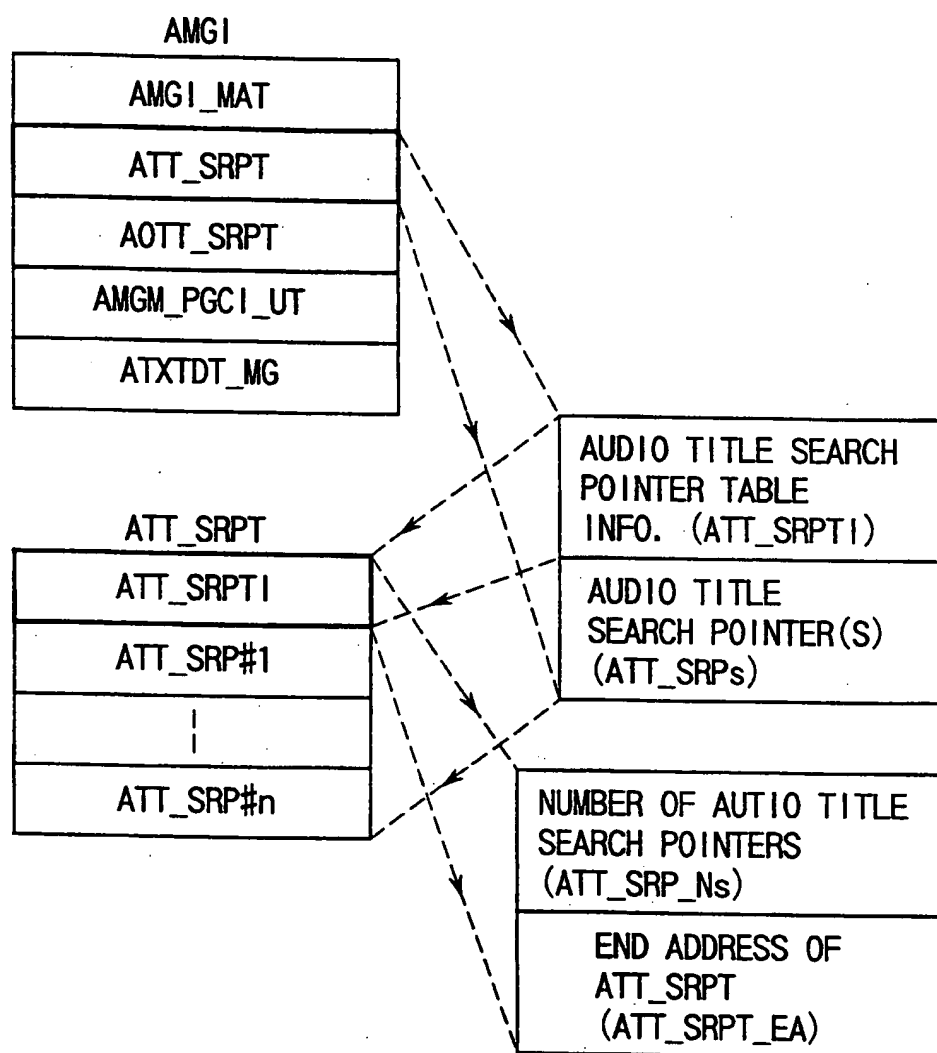 AMGI
AMGI_MAT
ATT_SRPT
AOTT_SRPT
AMGM_PGCI_UT
ATXTDT_MG
AUDIO TITLE SEARCH
POINTER TABLE
INFO. (ATT_SRPTI)
AUDIO TITLE
SEARCH POINTER(S)
(ATT_SRPs)
ATT_SRPT
ATT_SRPTI
ATT_SRP#1
ATT_SRP#n
NUMBER OF AUTIO TITLE
SEARCH POINTERS
(ATT_SRP_Ns)
END ADDRESS OF
ATT_SRPT
(ATT_SRPT_EA)